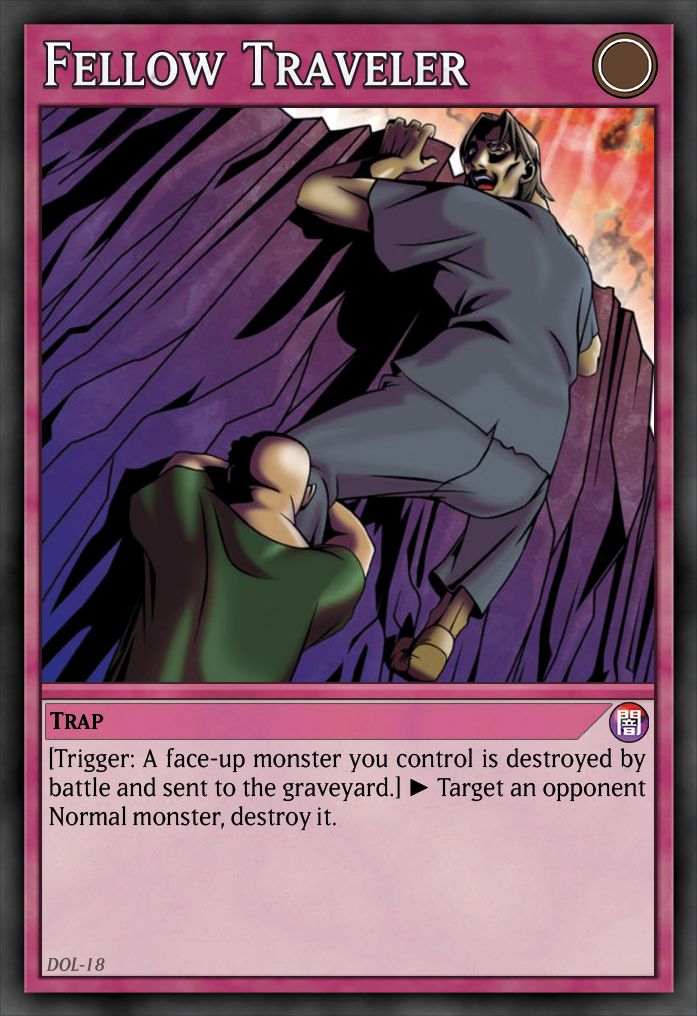 Fellow Traveler
Trap
闇
[Trigger: A face-up monster you control is destroyed by
battle and sent to the graveyard.] ► Target an opponent
Normal monster, destroy it.
DOL-18